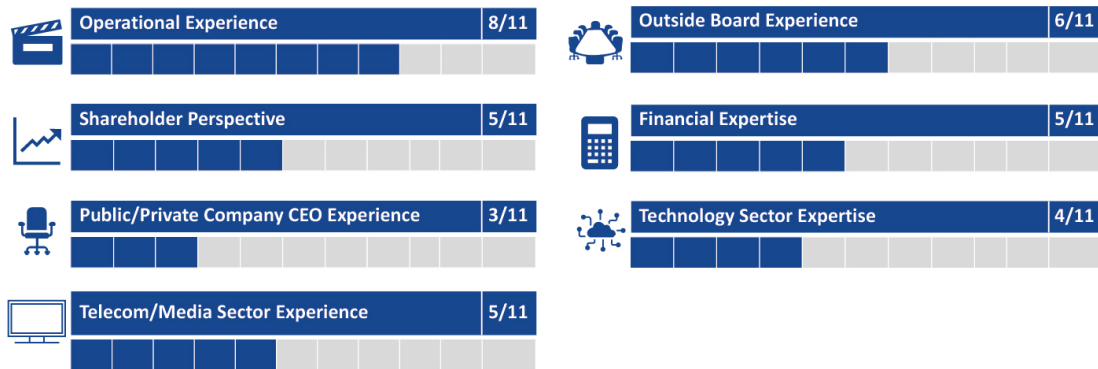 Operational Experience 8/11
Outside Board Experience 6/11
Shareholder Perspective 5/11
Financial Expertise 5/11
Public/Private Company CEO Experience 3/11
Technology Sector Expertise 4/11
Telecom/Media Sector Experience 5/11